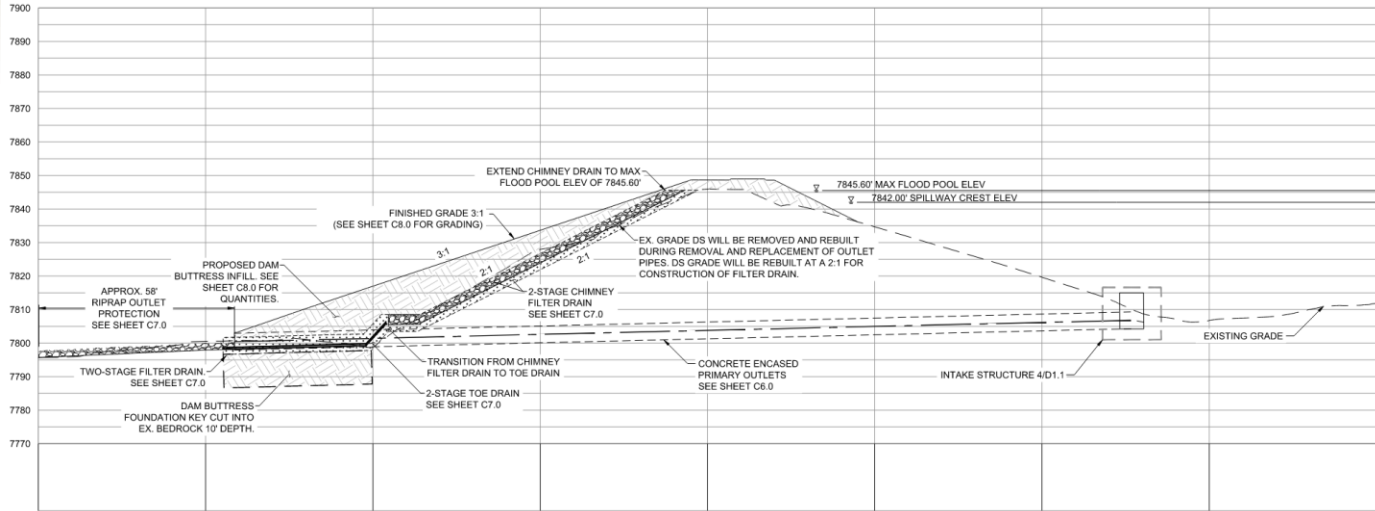 7900
7890
7880
7870
7860
7850
7840
7830
7820
7810
7800
7790
7780
7770
EXTEND CHIMNEY DRAIN TO MAX
FLOOD POOL ELEV OF 7845.60'
7845.60' MAX FLOOD POOL ELEV
7842.00' SPILLWAY CREST ELEV
FINISHED GRADE 3:1
(SEE SHEET C8.0 FOR GRADING)
3:1
2:1
2:1
EX. GRADE DS WILL BE REMOVED AND REBUILT
DURING REMOVAL AND REPLACEMENT OF OUTLET
PIPES. DS GRADE WILL BE REBUILT AT A 2:1 FOR
CONSTRUCTION OF FILTER DRAIN.
PROPOSED DAM
BUTTRESS INFILL. SEE
SHEET C8.0 FOR
QUANTITIES.
APPROX. 58'
RIPRAP OUTLET
PROTECTION
SEE SHEET C7.0
2-STAGE CHIMNEY
FILTER DRAIN
SEE SHEET C7.0
TWO-STAGE FILTER DRAIN.
SEE SHEET C7.0
TRANSITION FROM CHIMNEY
FILTER DRAIN TO TOE DRAIN
2-STAGE TOE DRAIN
SEE SHEET C7.0
DAM BUTTRESS
FOUNDATION KEY CUT INTO
EX. BEDROCK 10' DEPTH.
CONCRETE ENCASED
PRIMARY OUTLETS
SEE SHEET C6.0
INTAKE STRUCTURE 4/D1.1
EXISTING GRADE